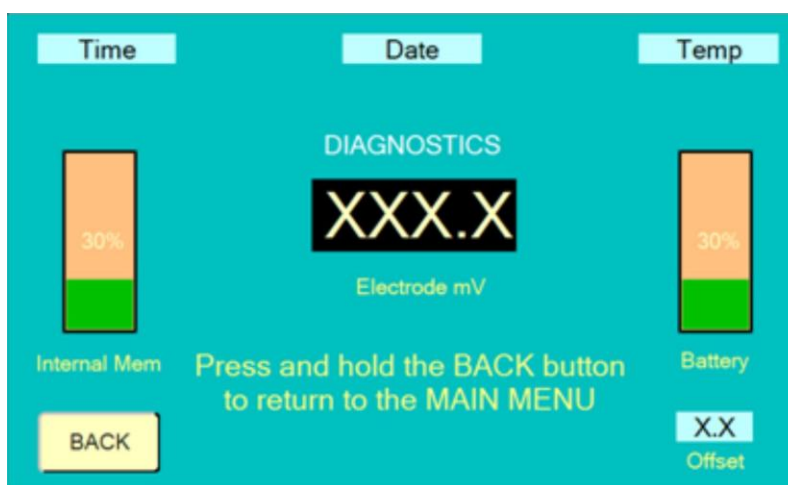 Time Date Temp
DIAGNOSTICS
XXX.X
30% 30%
Electrode mV
Internal Mem Battery
Press and hold the BACK button
to return to the MAIN MENU
BACK
X.X
Offset